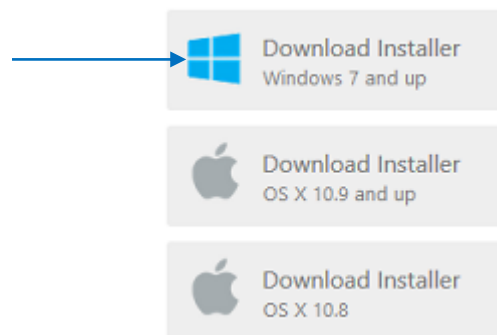 Download Installer
Windows 7 and up
Download Installer
OS X 10.9 and up
Download Installer
OS X 10.8